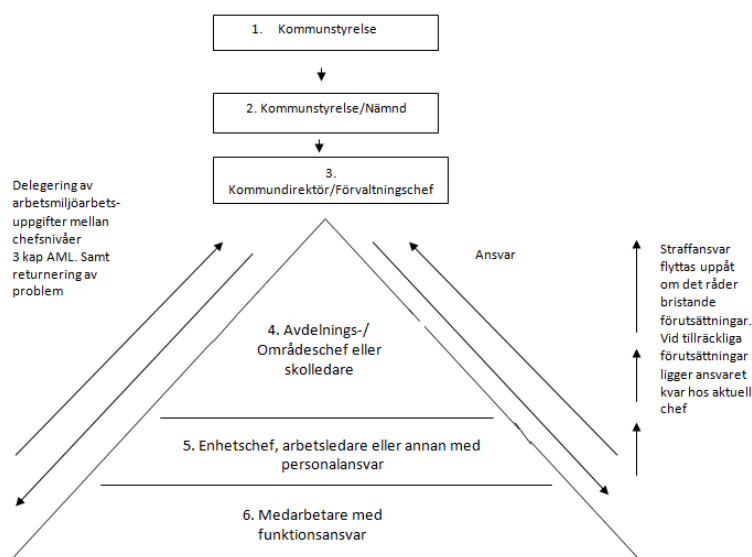 1. Kommunstyrelse
2. Kommunstyrelse/Nämnd
3.
Kommundirektör/Förvaltningschef
Delegering av
arbetsmiljöarbets-
uppgifter mellan
chefsnivåer
3 kap AML. Samt
returnering av
problem
Ansvar
Straffansvar
flyttas uppåt
om det råder
bristande
förutsättningar.
Vid tillräckliga
förutsättningar
ligger ansvaret
kvar hos aktuell
chef
4. Avdelnings-/
Områdeschef eller
skolledare
5. Enhetschef, arbetsledare eller annan med
personalansvar
6. Medarbetare med
funktionsansvar